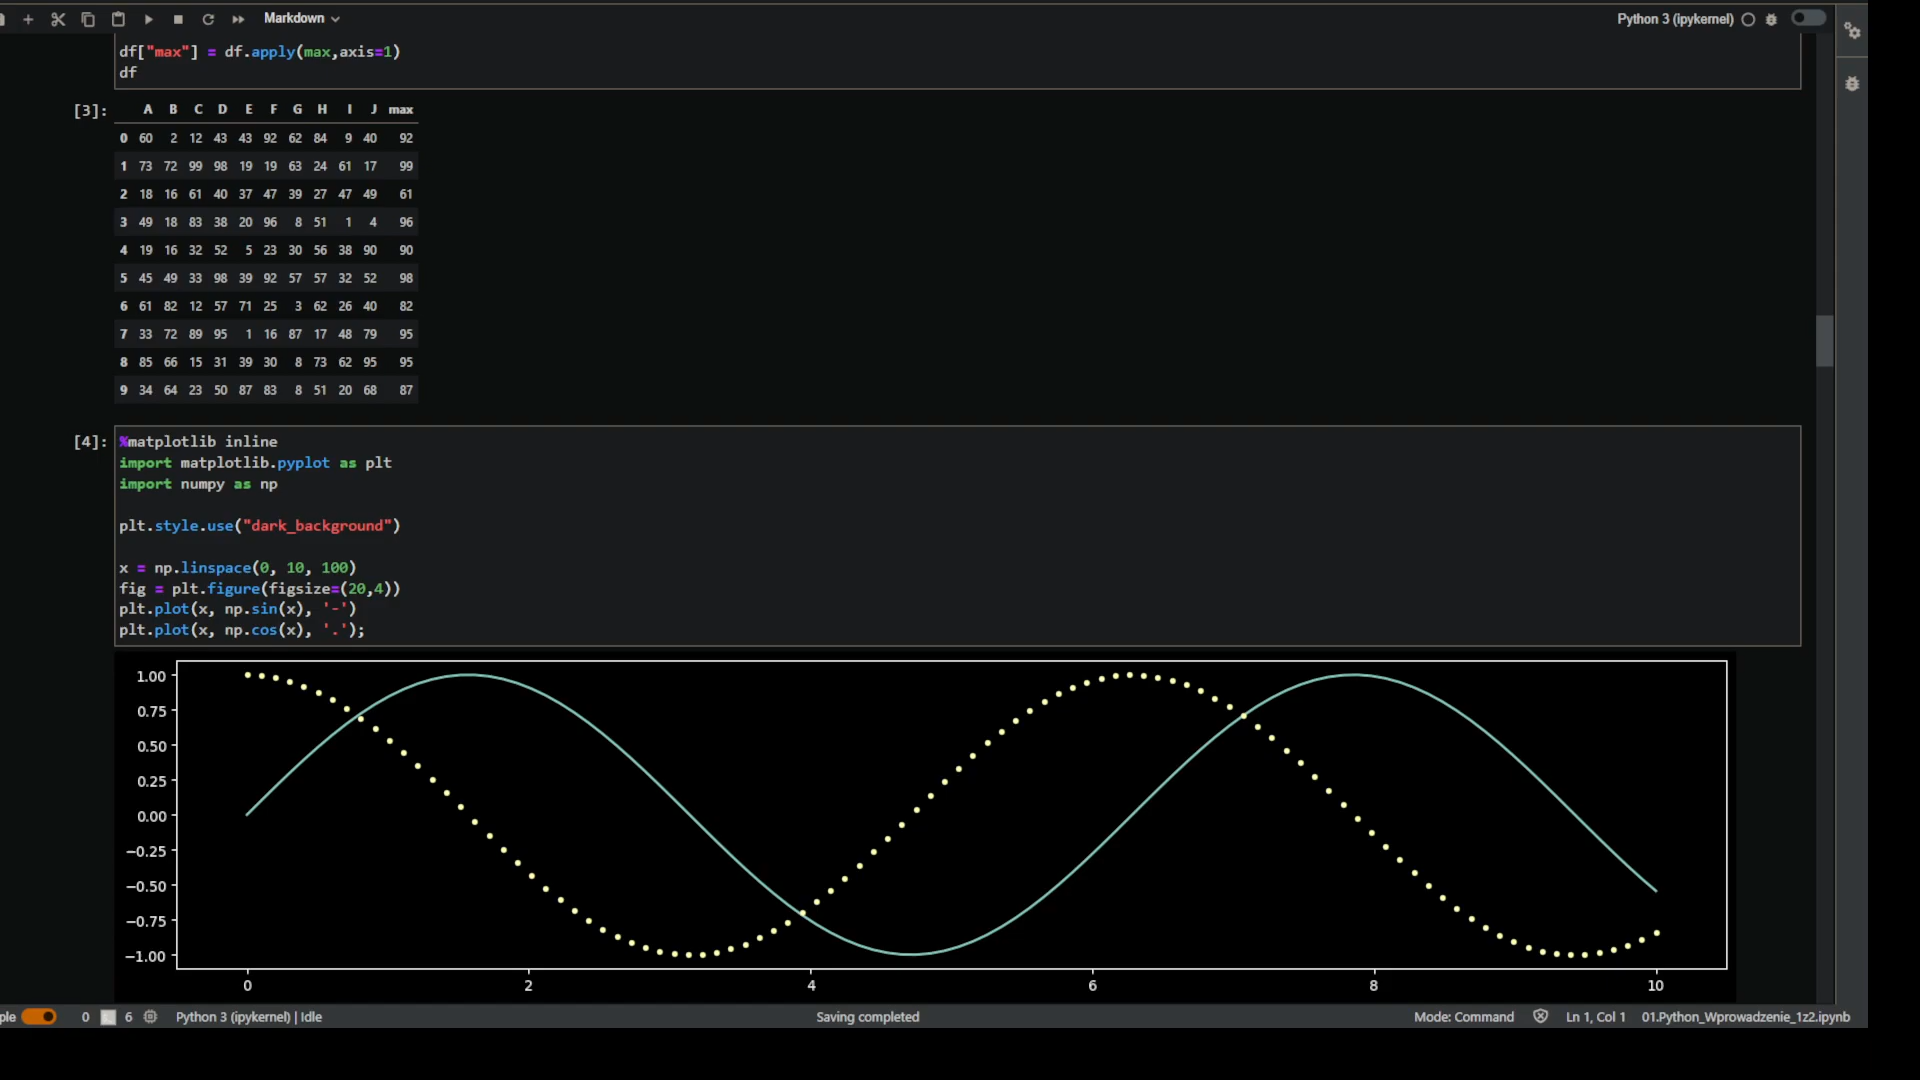 Markdown
Python 3 (ipykernel)
df["max"] = df.apply(max,axis=1)
df
[3]:
A B C D E F G H I J max
0 60 2 12 43 43 92 62 84 9 40 92
1 73 72 99 98 19 19 63 24 61 17 99
2 18 16 61 40 37 47 39 27 47 49 61
3 49 18 83 38 20 96 8 51 1 4 96
4 19 16 32 52 5 23 30 56 38 90 90
5 45 49 33 98 39 92 57 57 32 52 98
6 61 82 12 57 71 25 3 62 26 40 82
7 33 72 89 95 1 16 87 17 48 79 95
8 85 66 15 31 39 30 8 73 62 95 95
9 34 64 23 50 87 83 8 51 20 68 87
[4]: %matplotlib inline
import matplotlib.pyplot as plt
import numpy as np
plt.style.use("dark_background")
x = np.linspace(0, 10, 100)
fig = plt.figure(figsize=(20,4))
plt.plot(x, np.sin(x), '-')
plt.plot(x, np.cos(x), '.');
1.00
0.75
0.50
0.25
0.00
−0.25
−0.50
−0.75
−1.00
0 2 4 6 8 10
ple 0 6 Python 3 (ipykernel) | Idle Saving completed Mode: Command Ln 1, Col 1 01.Python_Wprowadzenie_1z2.ipynb